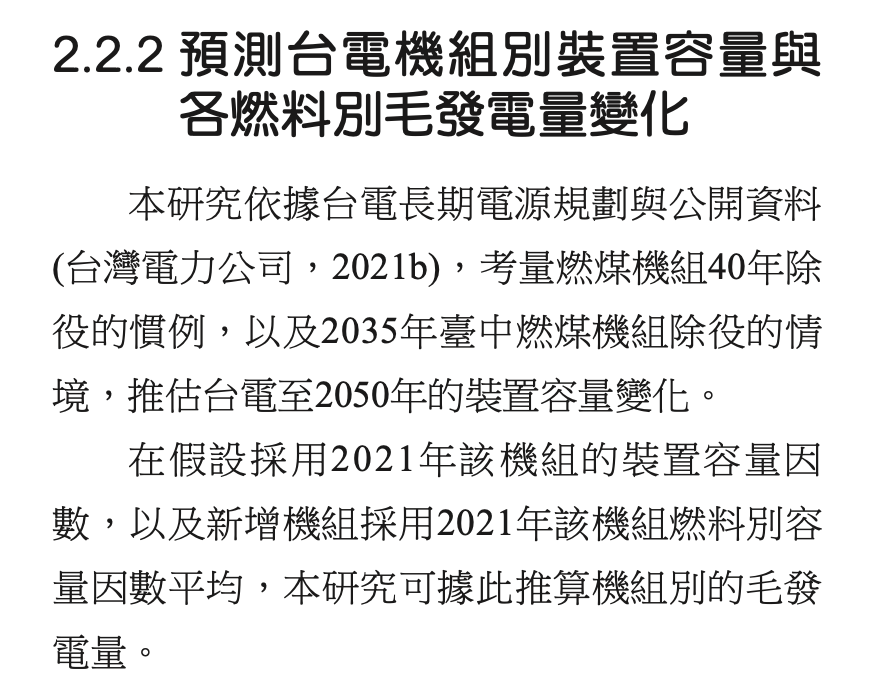 2.2.2 預測台電機組別裝置容量與
各燃料別毛發電量變化
本研究依據台電長期電源規劃與公開資料
(台灣電力公司，2021b)，考量燃煤機組40年除
役的慣例，以及2035年臺中燃煤機組除役的情
境，推估台電至2050年的裝置容量變化。
在假設採用2021年該機組的裝置容量因
數，以及新增機組採用2021年該機組燃料別容
量因數平均，本研究可據此推算機組別的毛發
電量。